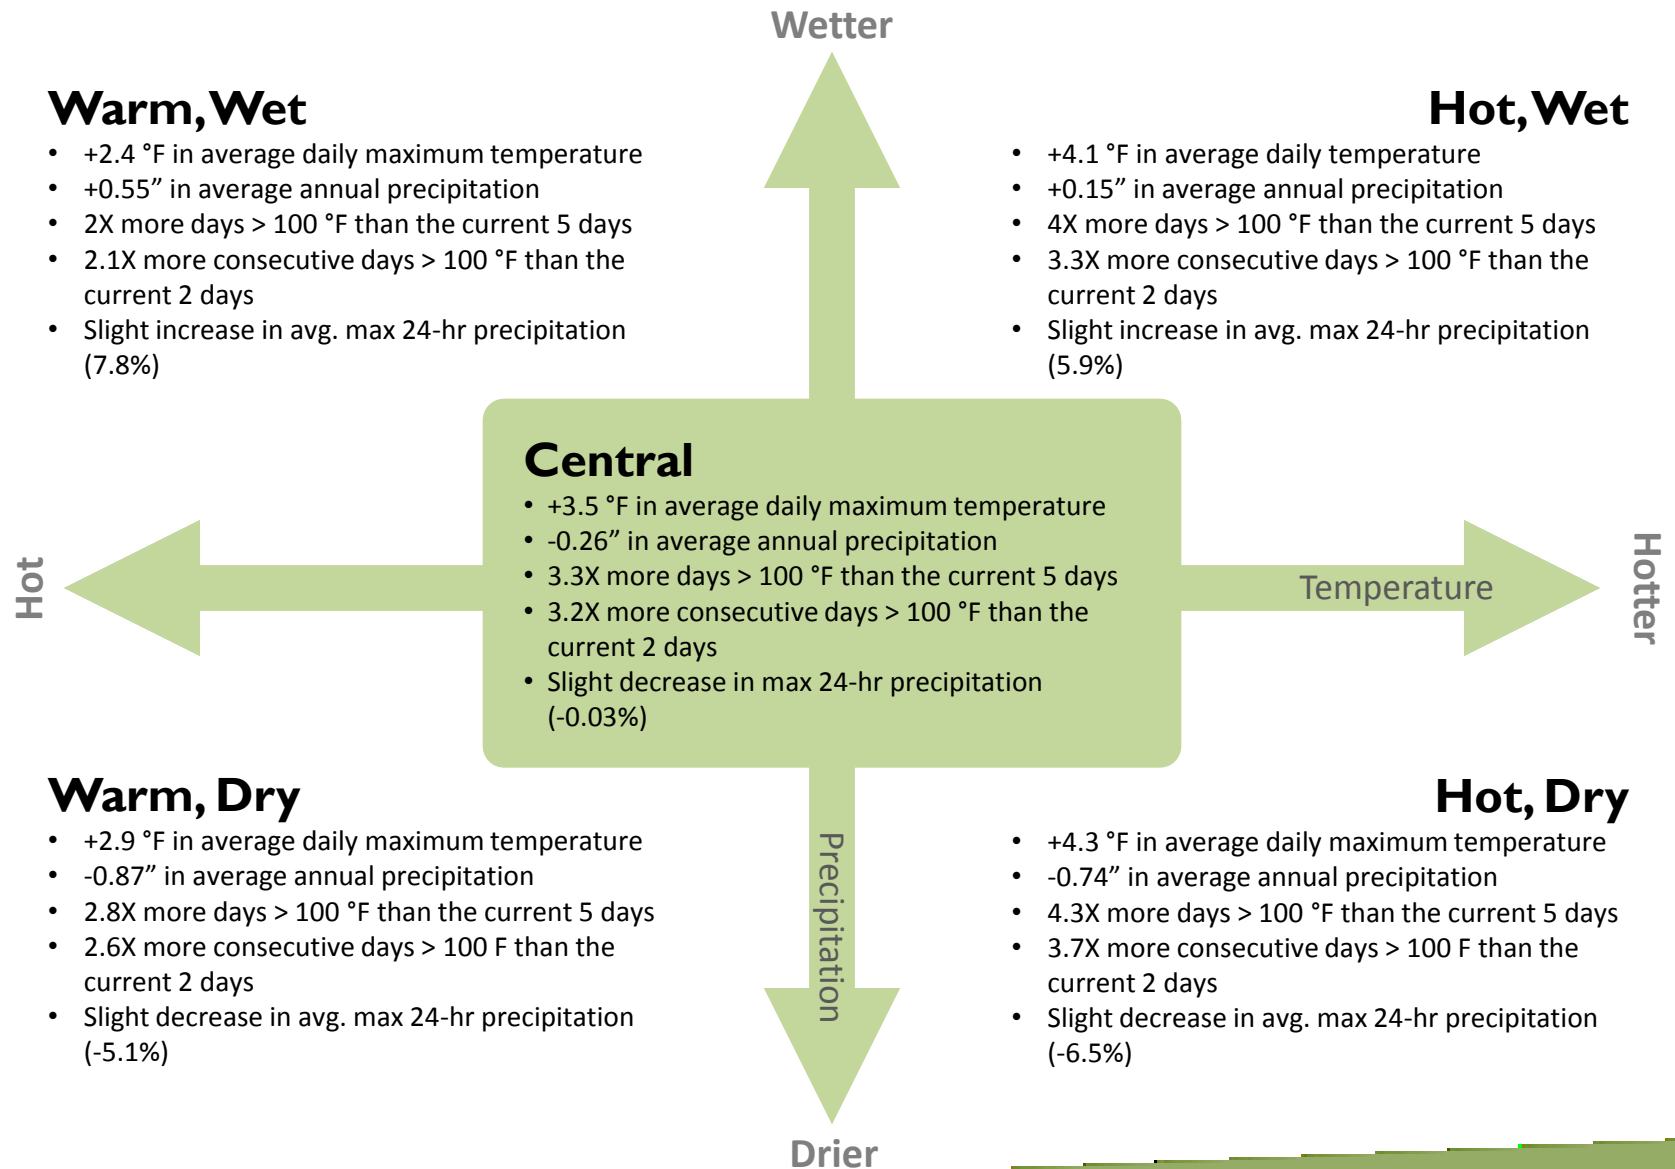 Wetter
Warm, Wet
• +2.4 °F in average daily maximum temperature
• +0.55” in average annual precipitation
• 2X more days > 100 °F than the current 5 days
• 2.1X more consecutive days > 100 °F than the
current 2 days
• Slight increase in avg. max 24-hr precipitation
(7.8%)
Hot, Wet
• +4.1 °F in average daily temperature
• +0.15” in average annual precipitation
• 4X more days > 100 °F than the current 5 days
• 3.3X more consecutive days > 100 °F than the
current 2 days
• Slight increase in avg. max 24-hr precipitation
(5.9%)
Hot
Central
• +3.5 °F in average daily maximum temperature
• -0.26” in average annual precipitation
• 3.3X more days > 100 °F than the current 5 days
• 3.2X more consecutive days > 100 °F than the
current 2 days
• Slight decrease in max 24-hr precipitation
(-0.03%)
Temperature
Hotter
Warm, Dry
• +2.9 °F in average daily maximum temperature
• -0.87” in average annual precipitation
• 2.8X more days > 100 °F than the current 5 days
• 2.6X more consecutive days > 100 F than the
current 2 days
• Slight decrease in avg. max 24-hr precipitation
(-5.1%)
Precipitation
Hot, Dry
• +4.3 °F in average daily maximum temperature
• -0.74” in average annual precipitation
• 4.3X more days > 100 °F than the current 5 days
• 3.7X more consecutive days > 100 F than the
current 2 days
• Slight decrease in avg. max 24-hr precipitation
(-6.5%)
Drier